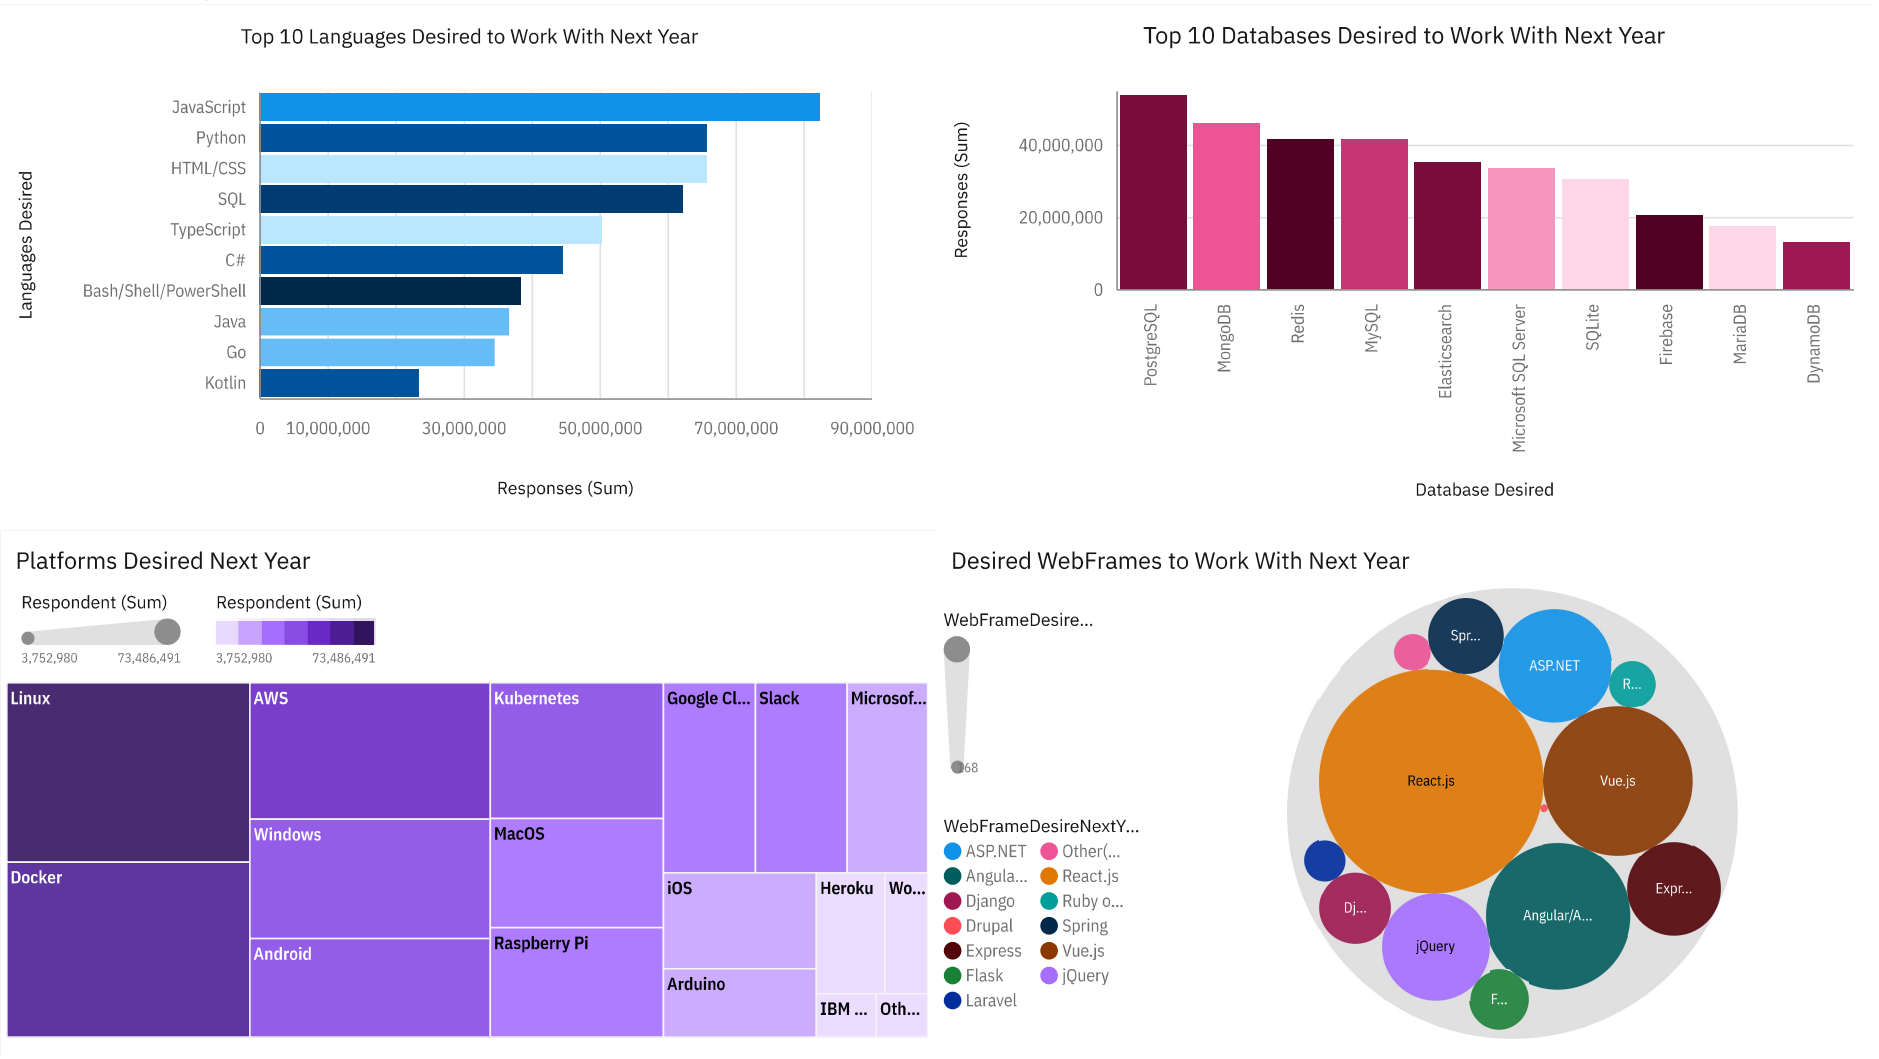 Top 10 Languages Desired to Work With Next Year
Languages Desired
JavaScript
Python
HTML/CSS
SQL
TypeScript
C#
Bash/Shell/PowerShell
Java
Go
Kotlin
0 10,000,000 30,000,000 50,000,000 70,000,000 90,000,000
Responses (Sum)
Top 10 Databases Desired to Work With Next Year
Responses (Sum)
40,000,000
20,000,000
0
PostgreSQL
MongoDB
Redis
MySQL
Elasticsearch
Microsoft SQL Server
SQLite
Firebase
MariaDB
DynamoDB
Database Desired
Platforms Desired Next Year
Respondent (Sum)
3,752,980 73,486,491
Respondent (Sum)
3,752,980 73,486,491
Linux
Docker
AWS
Windows
Android
Kubernetes
MacOS
Raspberry Pi
Google Cl...
Slack
Microsof...
iOS
Arduino
Heroku
Wo...
IBM ...
Oth...
Desired WebFrames to Work With Next Year
WebFrameDesire...
168
WebFrameDesireNextY...
ASP.NET
Angula...
Django
Drupal
Express
Flask
Laravel
Other(...
React.js
Ruby o...
Spring
Vue.js
jQuery
Spr...
ASP.NET
R...
React.js
Vue.js
Expr...
Dj...
Angular/A...
jQuery
F...